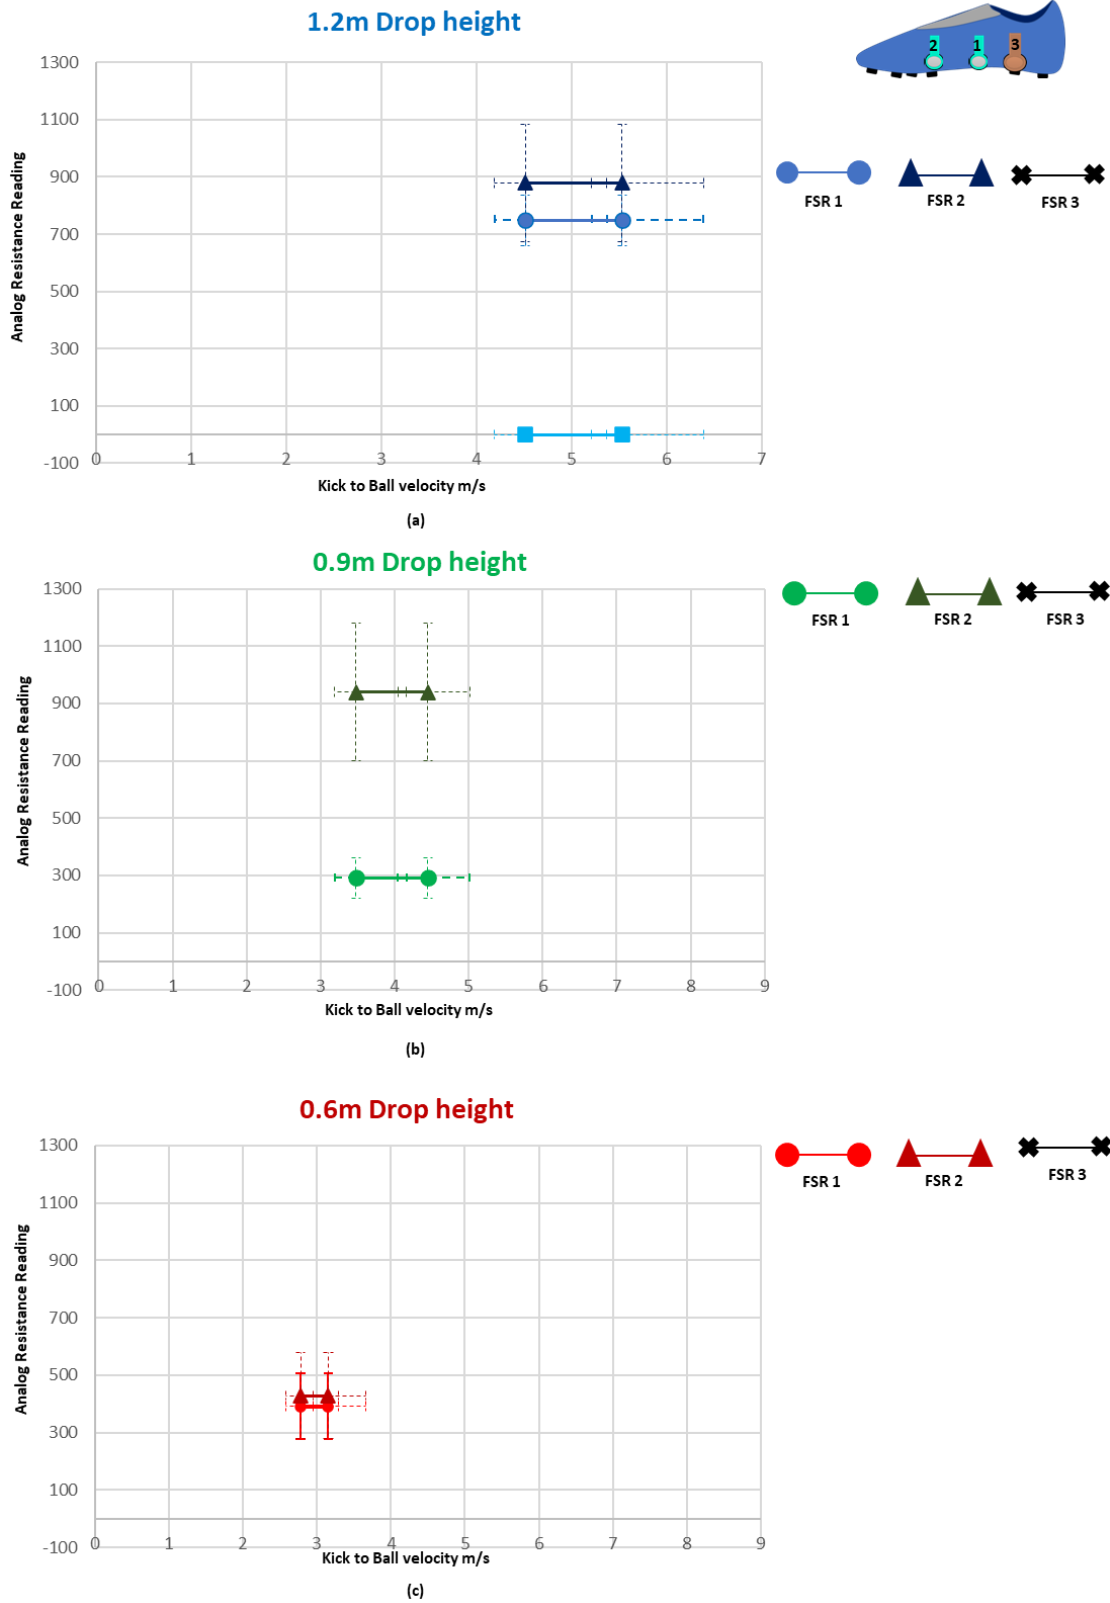 1.2m Drop height
2 1 3
1300
1100
900
700
500
300
100
-100
0 1 2 3 4 5 6 7
Analog Resistance Reading
Kick to Ball velocity m/s
(a)
FSR 1 FSR 2 FSR 3
0.9m Drop height
1300
1100
900
700
500
300
100
-100
0 1 2 3 4 5 6 7 8 9
Analog Resistance Reading
Kick to Ball velocity m/s
(b)
FSR 1 FSR 2 FSR 3
0.6m Drop height
1300
1100
900
700
500
300
100
-100
0 1 2 3 4 5 6 7 8 9
Analog Resistance Reading
Kick to Ball velocity m/s
(c)
FSR 1 FSR 2 FSR 3